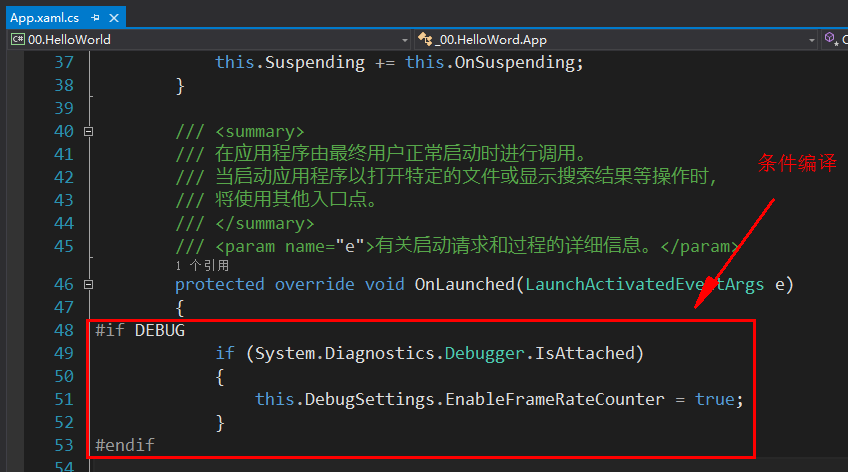 App.xaml.cs
00.HelloWorld
_00.HelloWord.App
37 this.Suspending += this.OnSuspending;
38 }
39
40 /// <summary>
41 /// 在应用程序由最终用户正常启动时进行调用。
42 /// 当启动应用程序以打开特定的文件或显示搜索结果等操作时，
条件编译
43 /// 将使用其他入口点。
44 /// </summary>
45 /// <param name="e">有关启动请求和过程的详细信息。</param>
1 个引用
46 protected override void OnLaunched(LaunchActivatedEventArgs e)
47 {
48 #if DEBUG
49 if (System.Diagnostics.Debugger.IsAttached)
50 {
51 this.DebugSettings.EnableFrameRateCounter = true;
52 }
53 #endif
54